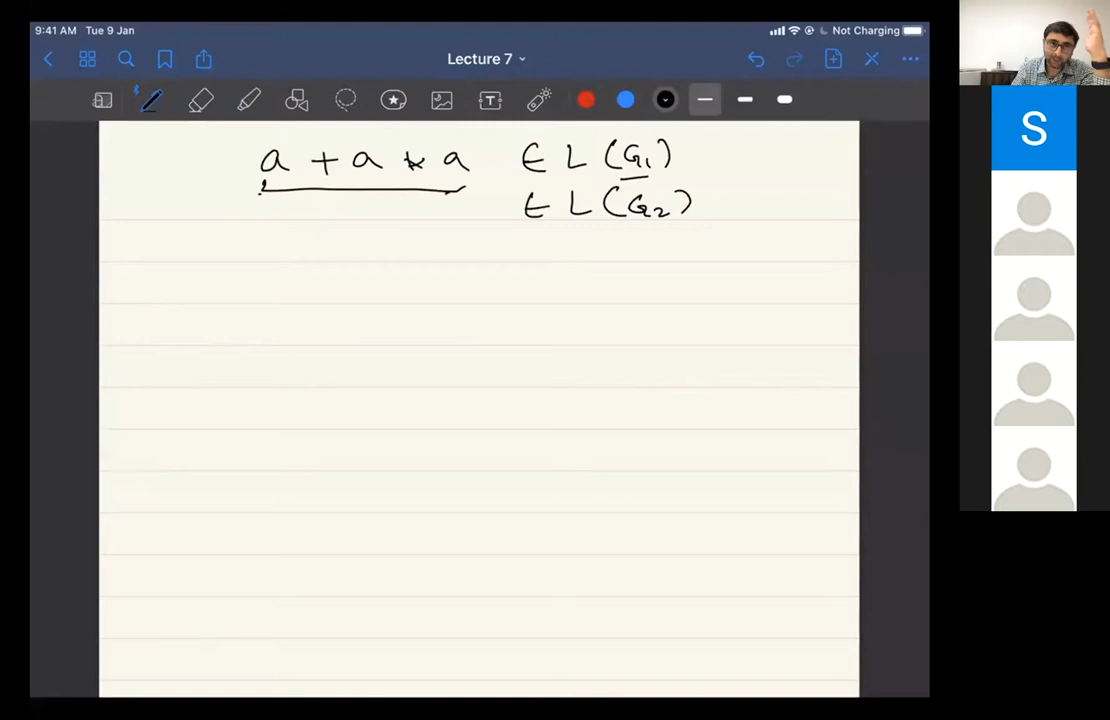 9:41 AM Tue 9 Jan
Not Charging
Lecture 7
a + a * a ∈ L (G₁)
∈ L (G₂)
S